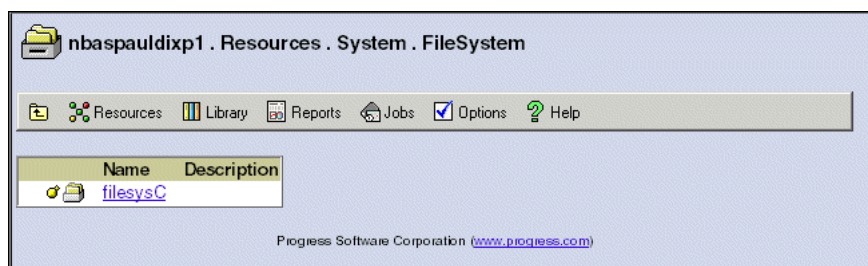 nbaspauldixp1 . Resources . System . FileSystem
Resources Library Reports Jobs Options Help
Name Description
filesysC
Progress Software Corporation (www.progress.com)